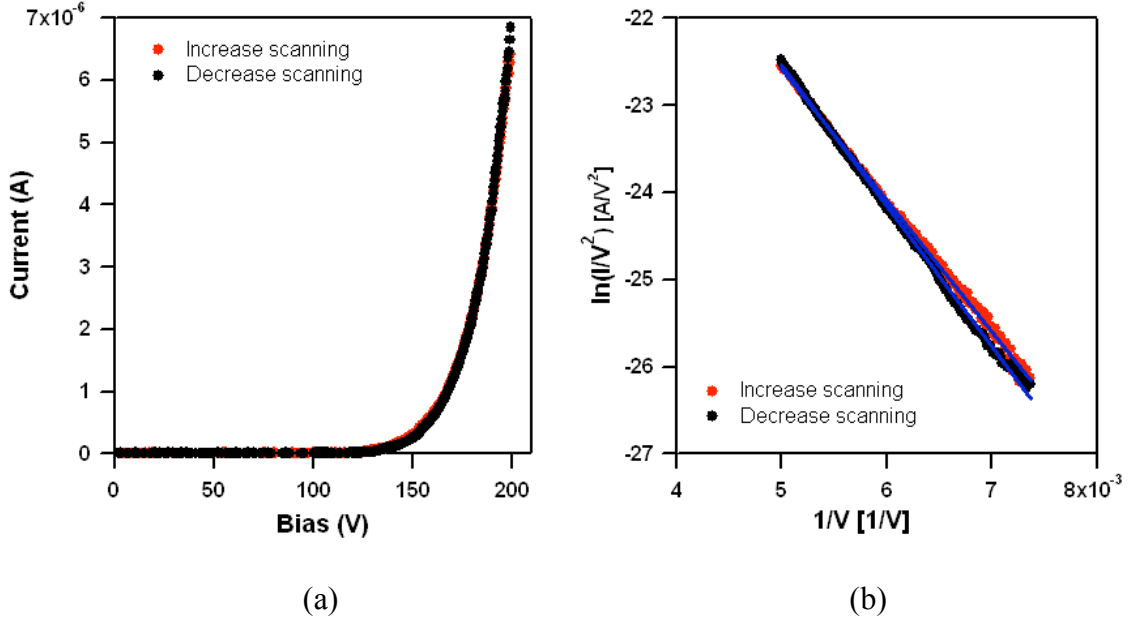 7x10⁻⁶
6
5
4
3
2
1
0
Current (A)
Increase scanning
Decrease scanning
0
50
100
150
200
Bias (V)
(a)
-22
-23
-24
-25
-26
-27
ln(I/V²) [A/V²]
Increase scanning
Decrease scanning
4
5
6
7
8x10⁻³
1/V [1/V]
(b)